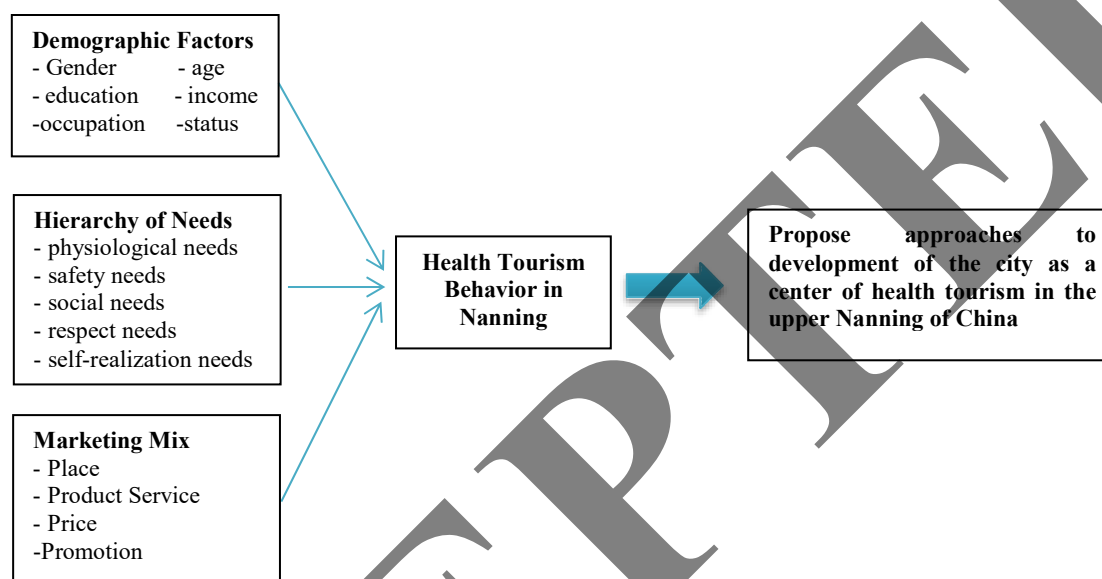 Demographic Factors
- Gender - age
- education - income
-occupation -status
Hierarchy of Needs
- physiological needs
- safety needs
- social needs
- respect needs
- self-realization needs
Marketing Mix
- Place
- Product Service
- Price
-Promotion
Health Tourism
Behavior in
Nanning
Propose approaches to
development of the city as a
center of health tourism in the
upper Nanning of China